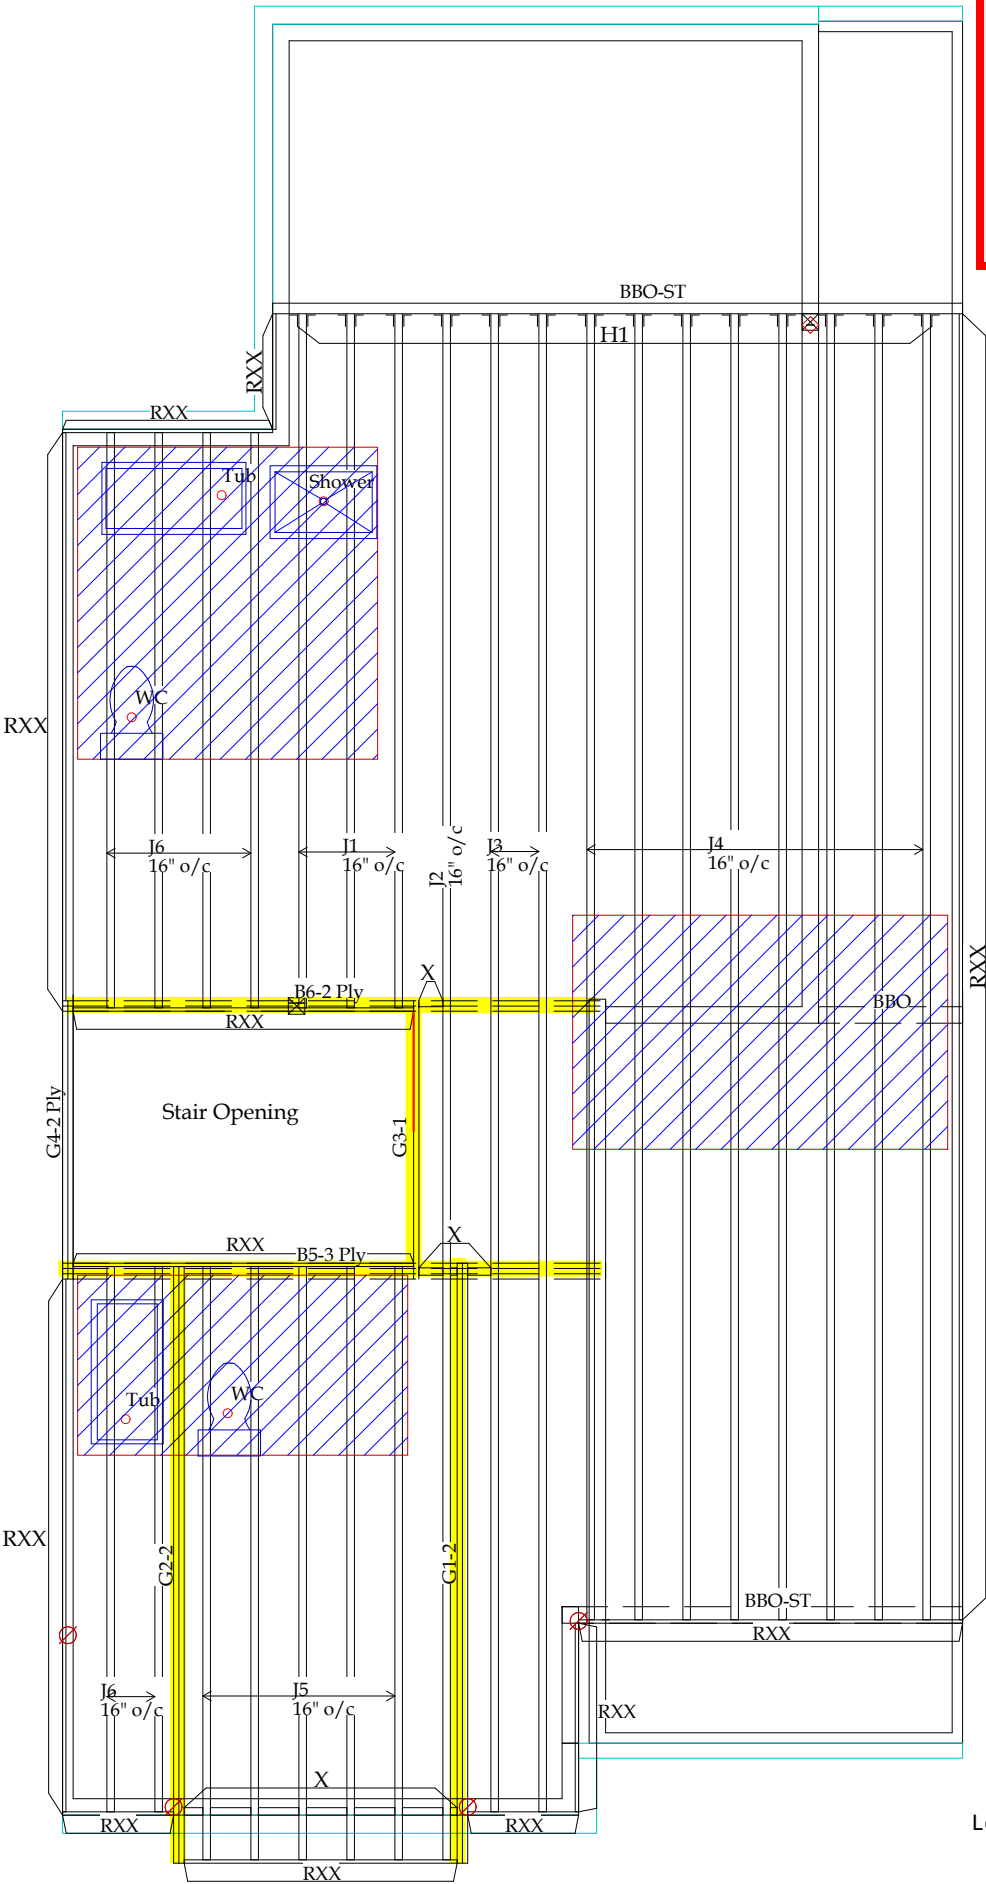 BBO-ST
H1
RXX
RXX
Tub
Shower
WC
RXX
J6
16" o/c
J1
16" o/c
J2
16" o/c
J3
J4
16" o/c
RXX
X
B6-2 Ply
RXX
BBO
G4-2 Ply
Stair Opening
G3-1
RXX
B5-3 Ply
X
Tub
WC
RXX
G2-2
G1-2
BBO-ST
RXX
J6
16" o/c
J5
16" o/c
RXX
X
RXX
RXX
RXX